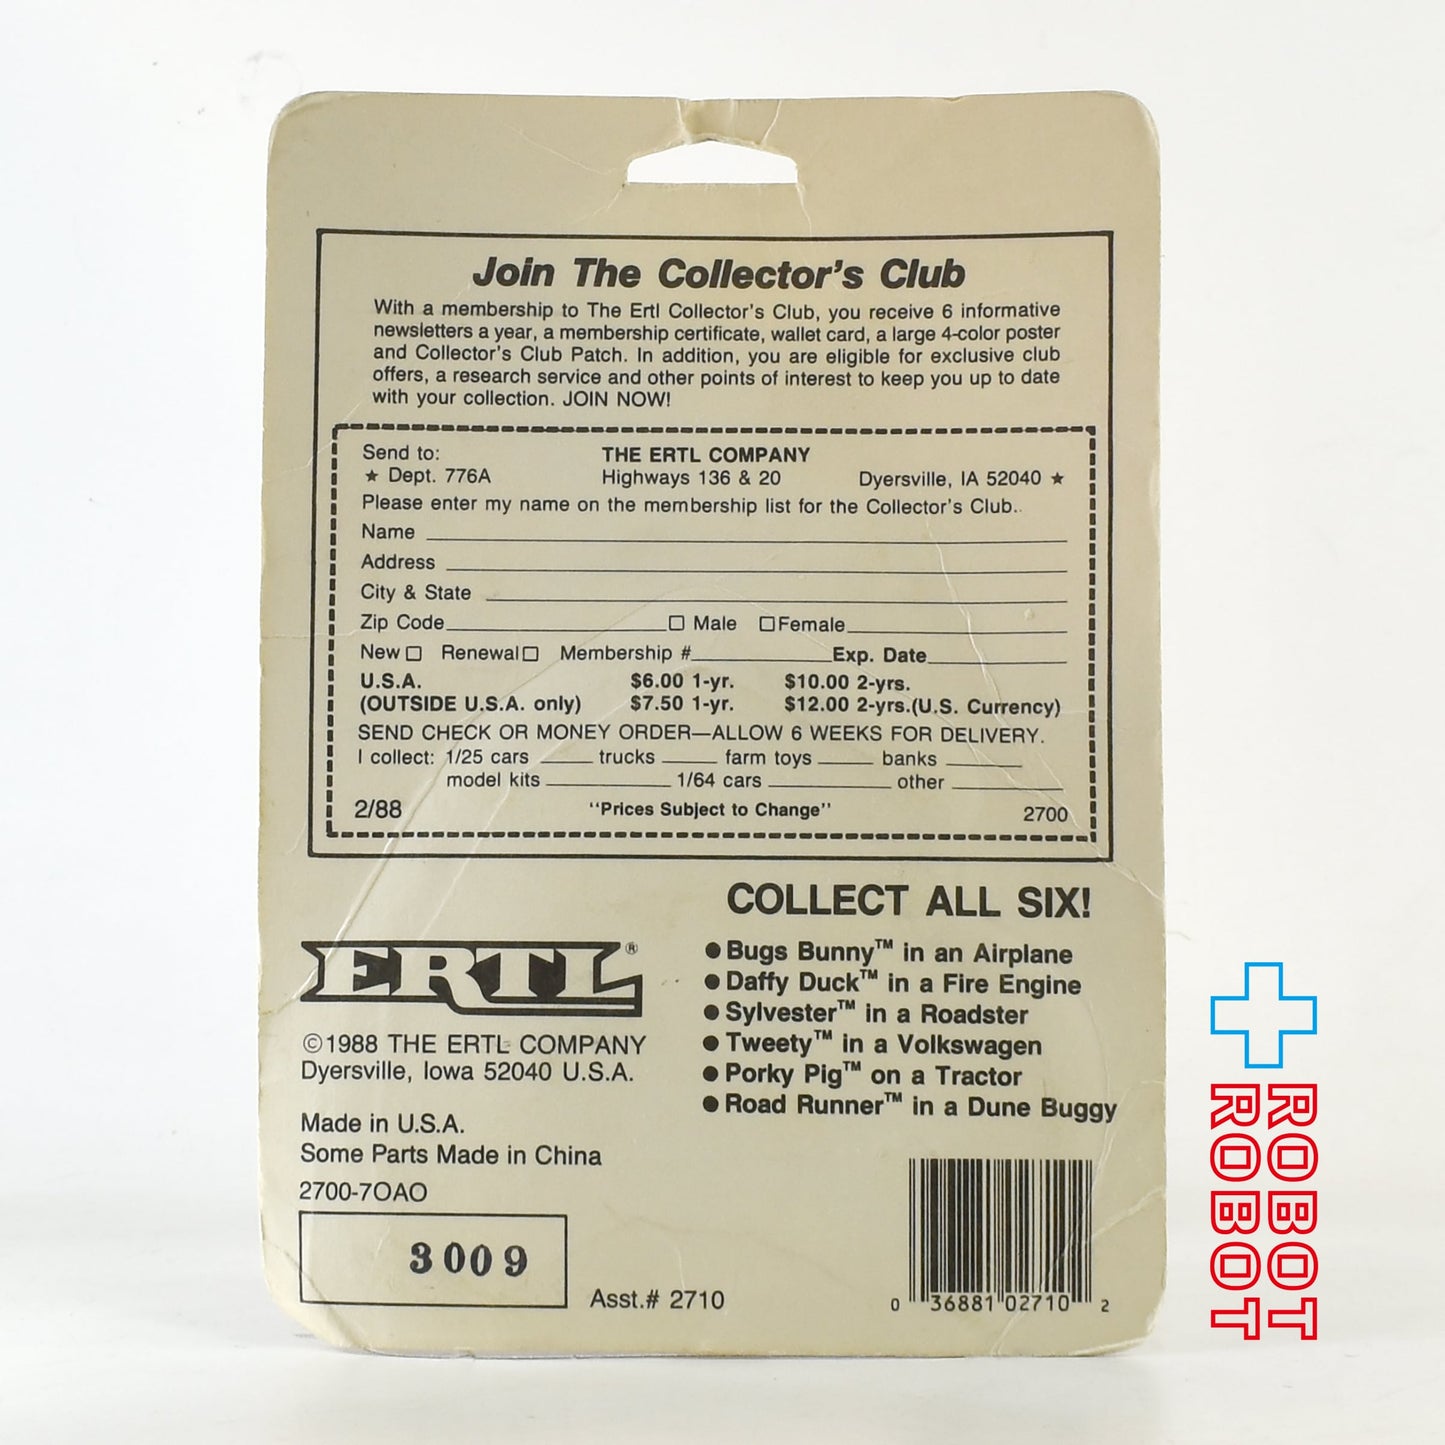 Join The Collector's Club
With a membership to The Ertl Collector's Club, you receive 6 informative
newsletters a year, a membership certificate, wallet card, a large 4-color poster
and Collector's Club Patch. In addition, you are eligible for exclusive club
offers, a research service and other points of interest to keep you up to date
with your collection. JOIN NOW!
Send to: THE ERTL COMPANY
★ Dept. 776A Highways 136 & 20 Dyersville, IA 52040 ★
Please enter my name on the membership list for the Collector's Club.
Name
Address
City & State
Zip Code □ Male □ Female
New □ Renewal □ Membership # Exp. Date
U.S.A. $6.00 1-yr. $10.00 2-yrs.
(OUTSIDE U.S.A. only) $7.50 1-yr. $12.00 2-yrs.(U.S. Currency)
SEND CHECK OR MONEY ORDER—ALLOW 6 WEEKS FOR DELIVERY.
I collect: 1/25 cars trucks farm toys banks
model kits 1/64 cars other
2/88 "Prices Subject to Change" 2700
COLLECT ALL SIX!
●Bugs Bunny™ in an Airplane
●Daffy Duck™ in a Fire Engine
●Sylvester™ in a Roadster
●Tweety™ in a Volkswagen
●Porky Pig™ on a Tractor
●Road Runner™ in a Dune Buggy
ERTL®
©1988 THE ERTL COMPANY
Dyersville, Iowa 52040 U.S.A.
Made in U.S.A.
Some Parts Made in China
2700-7OAO
3009
Asst.# 2710
0 36881 02710 2
ROBOT
ROBOT